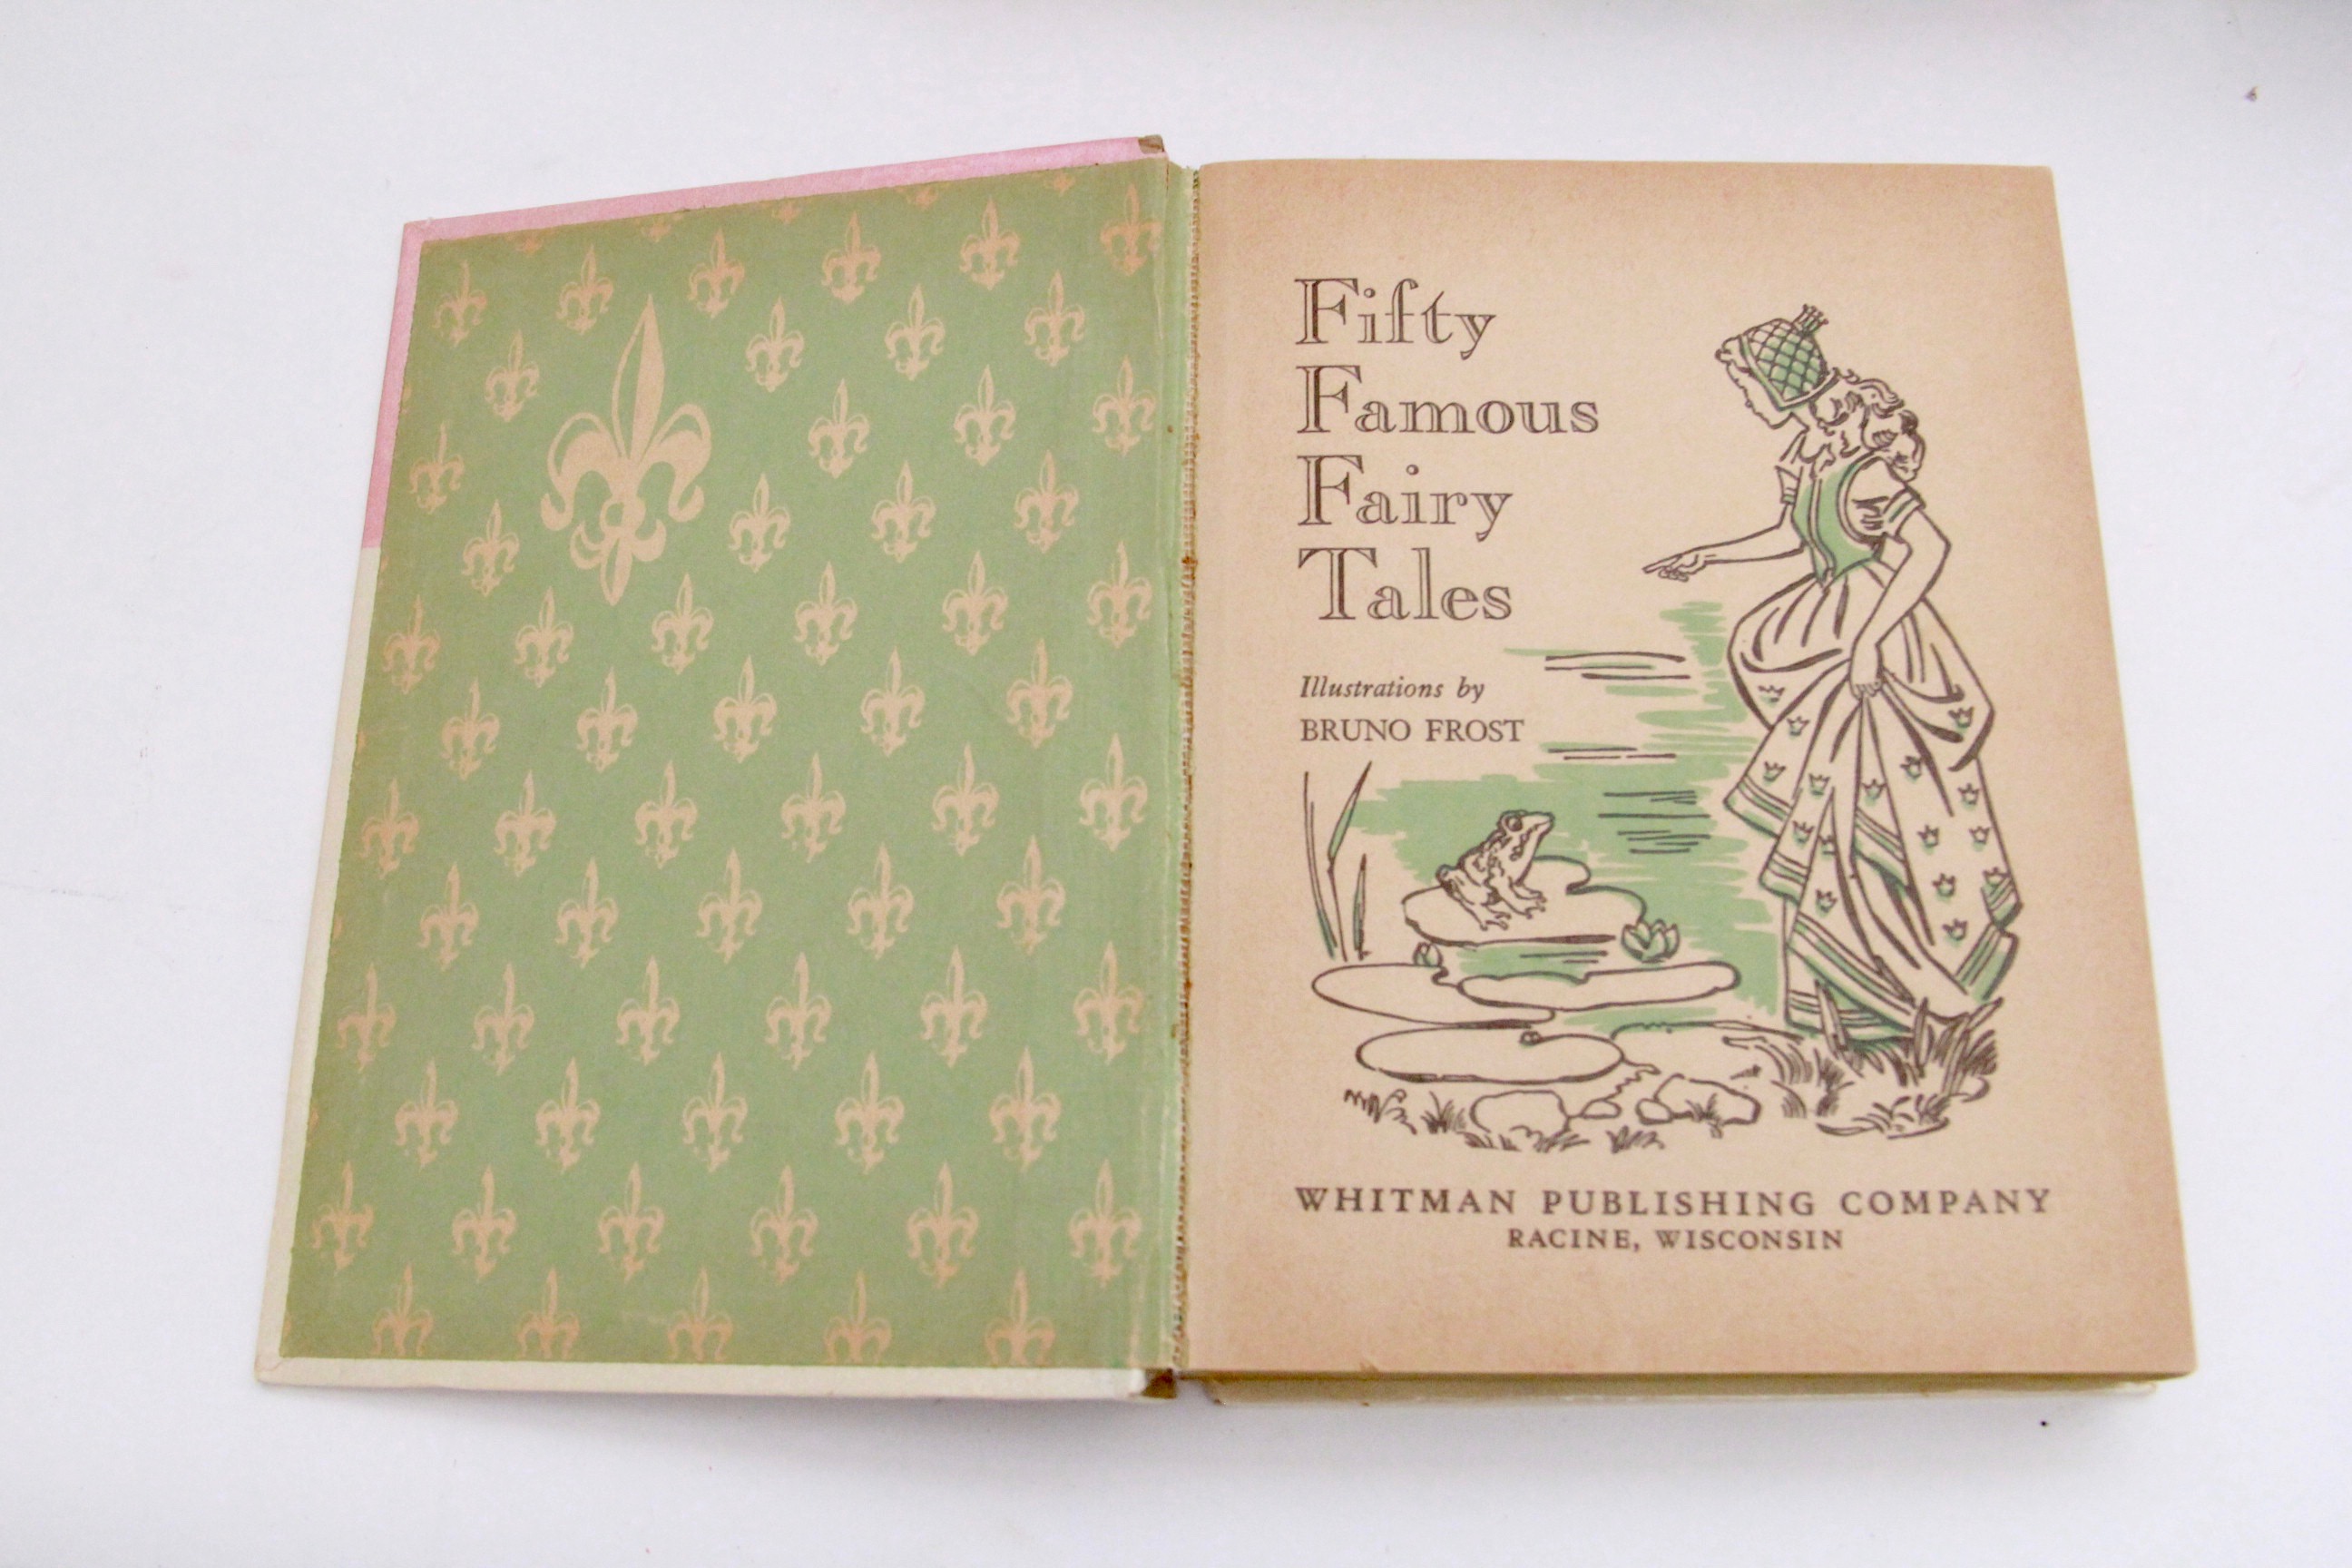 Fifty
Famous
Fairy
Tales
Illustrations by
BRUNO FROST
WHITMAN PUBLISHING COMPANY
RACINE, WISCONSIN